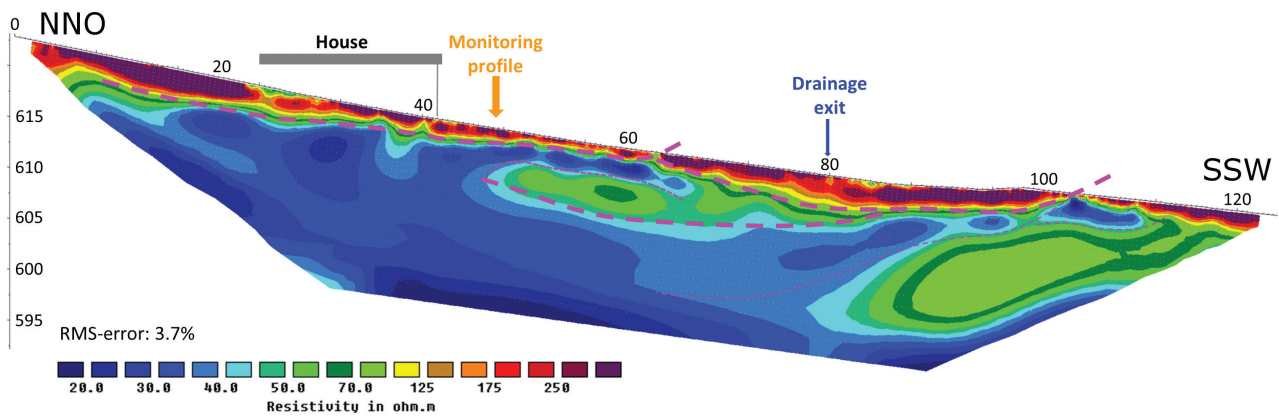 0 NNO
House
Monitoring
profile
Drainage
exit
SSW
20
40
60
80
100
120
615
610
605
600
595
RMS-error: 3.7%
20.0 30.0 40.0 50.0 70.0 125 175 250
Resistivity in ohm.m